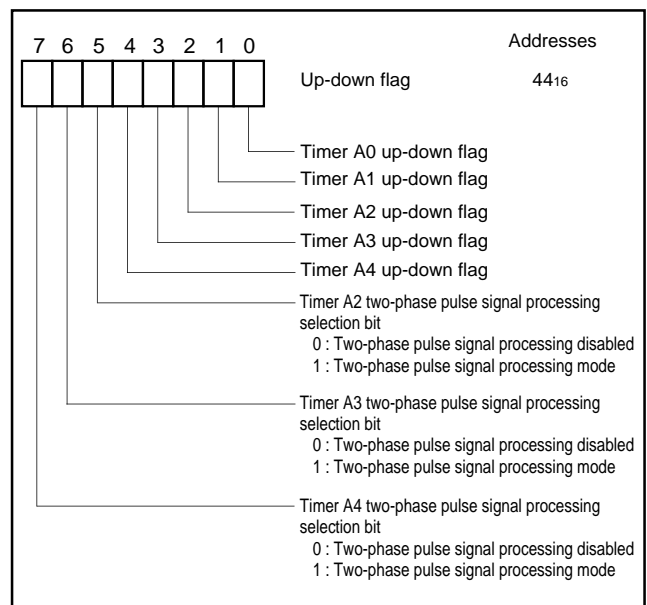 7 6 5 4 3 2 1 0
Addresses
Up-down flag 4416
Timer A0 up-down flag
Timer A1 up-down flag
Timer A2 up-down flag
Timer A3 up-down flag
Timer A4 up-down flag
Timer A2 two-phase pulse signal processing
selection bit
0 : Two-phase pulse signal processing disabled
1 : Two-phase pulse signal processing mode
Timer A3 two-phase pulse signal processing
selection bit
0 : Two-phase pulse signal processing disabled
1 : Two-phase pulse signal processing mode
Timer A4 two-phase pulse signal processing
selection bit
0 : Two-phase pulse signal processing disabled
1 : Two-phase pulse signal processing mode